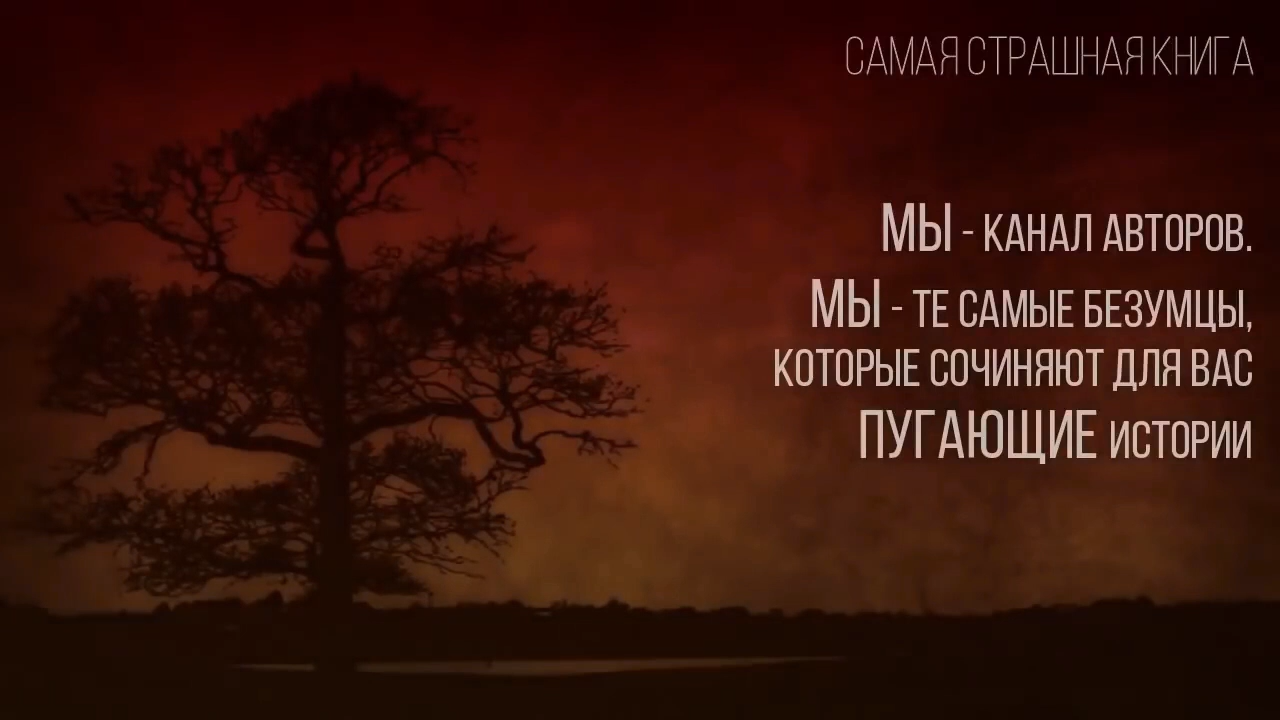 САМАЯ СТРАШНАЯ КНИГА
МЫ - КАНАЛ АВТОРОВ.
МЫ - ТЕ САМЫЕ БЕЗУМЦЫ,
КОТОРЫЕ СОЧИНЯЮТ ДЛЯ ВАС
ПУГАЮЩИЕ ИСТОРИИ